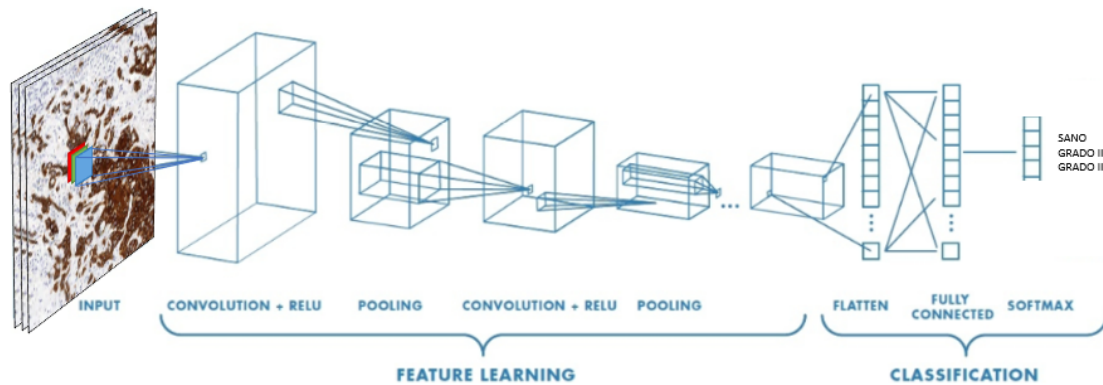 SANO
GRADO II
GRADO II
INPUT
CONVOLUTION + RELU
POOLING
CONVOLUTION + RELU
POOLING
FLATTEN
FULLY
CONNECTED
SOFTMAX
FEATURE LEARNING
CLASSIFICATION